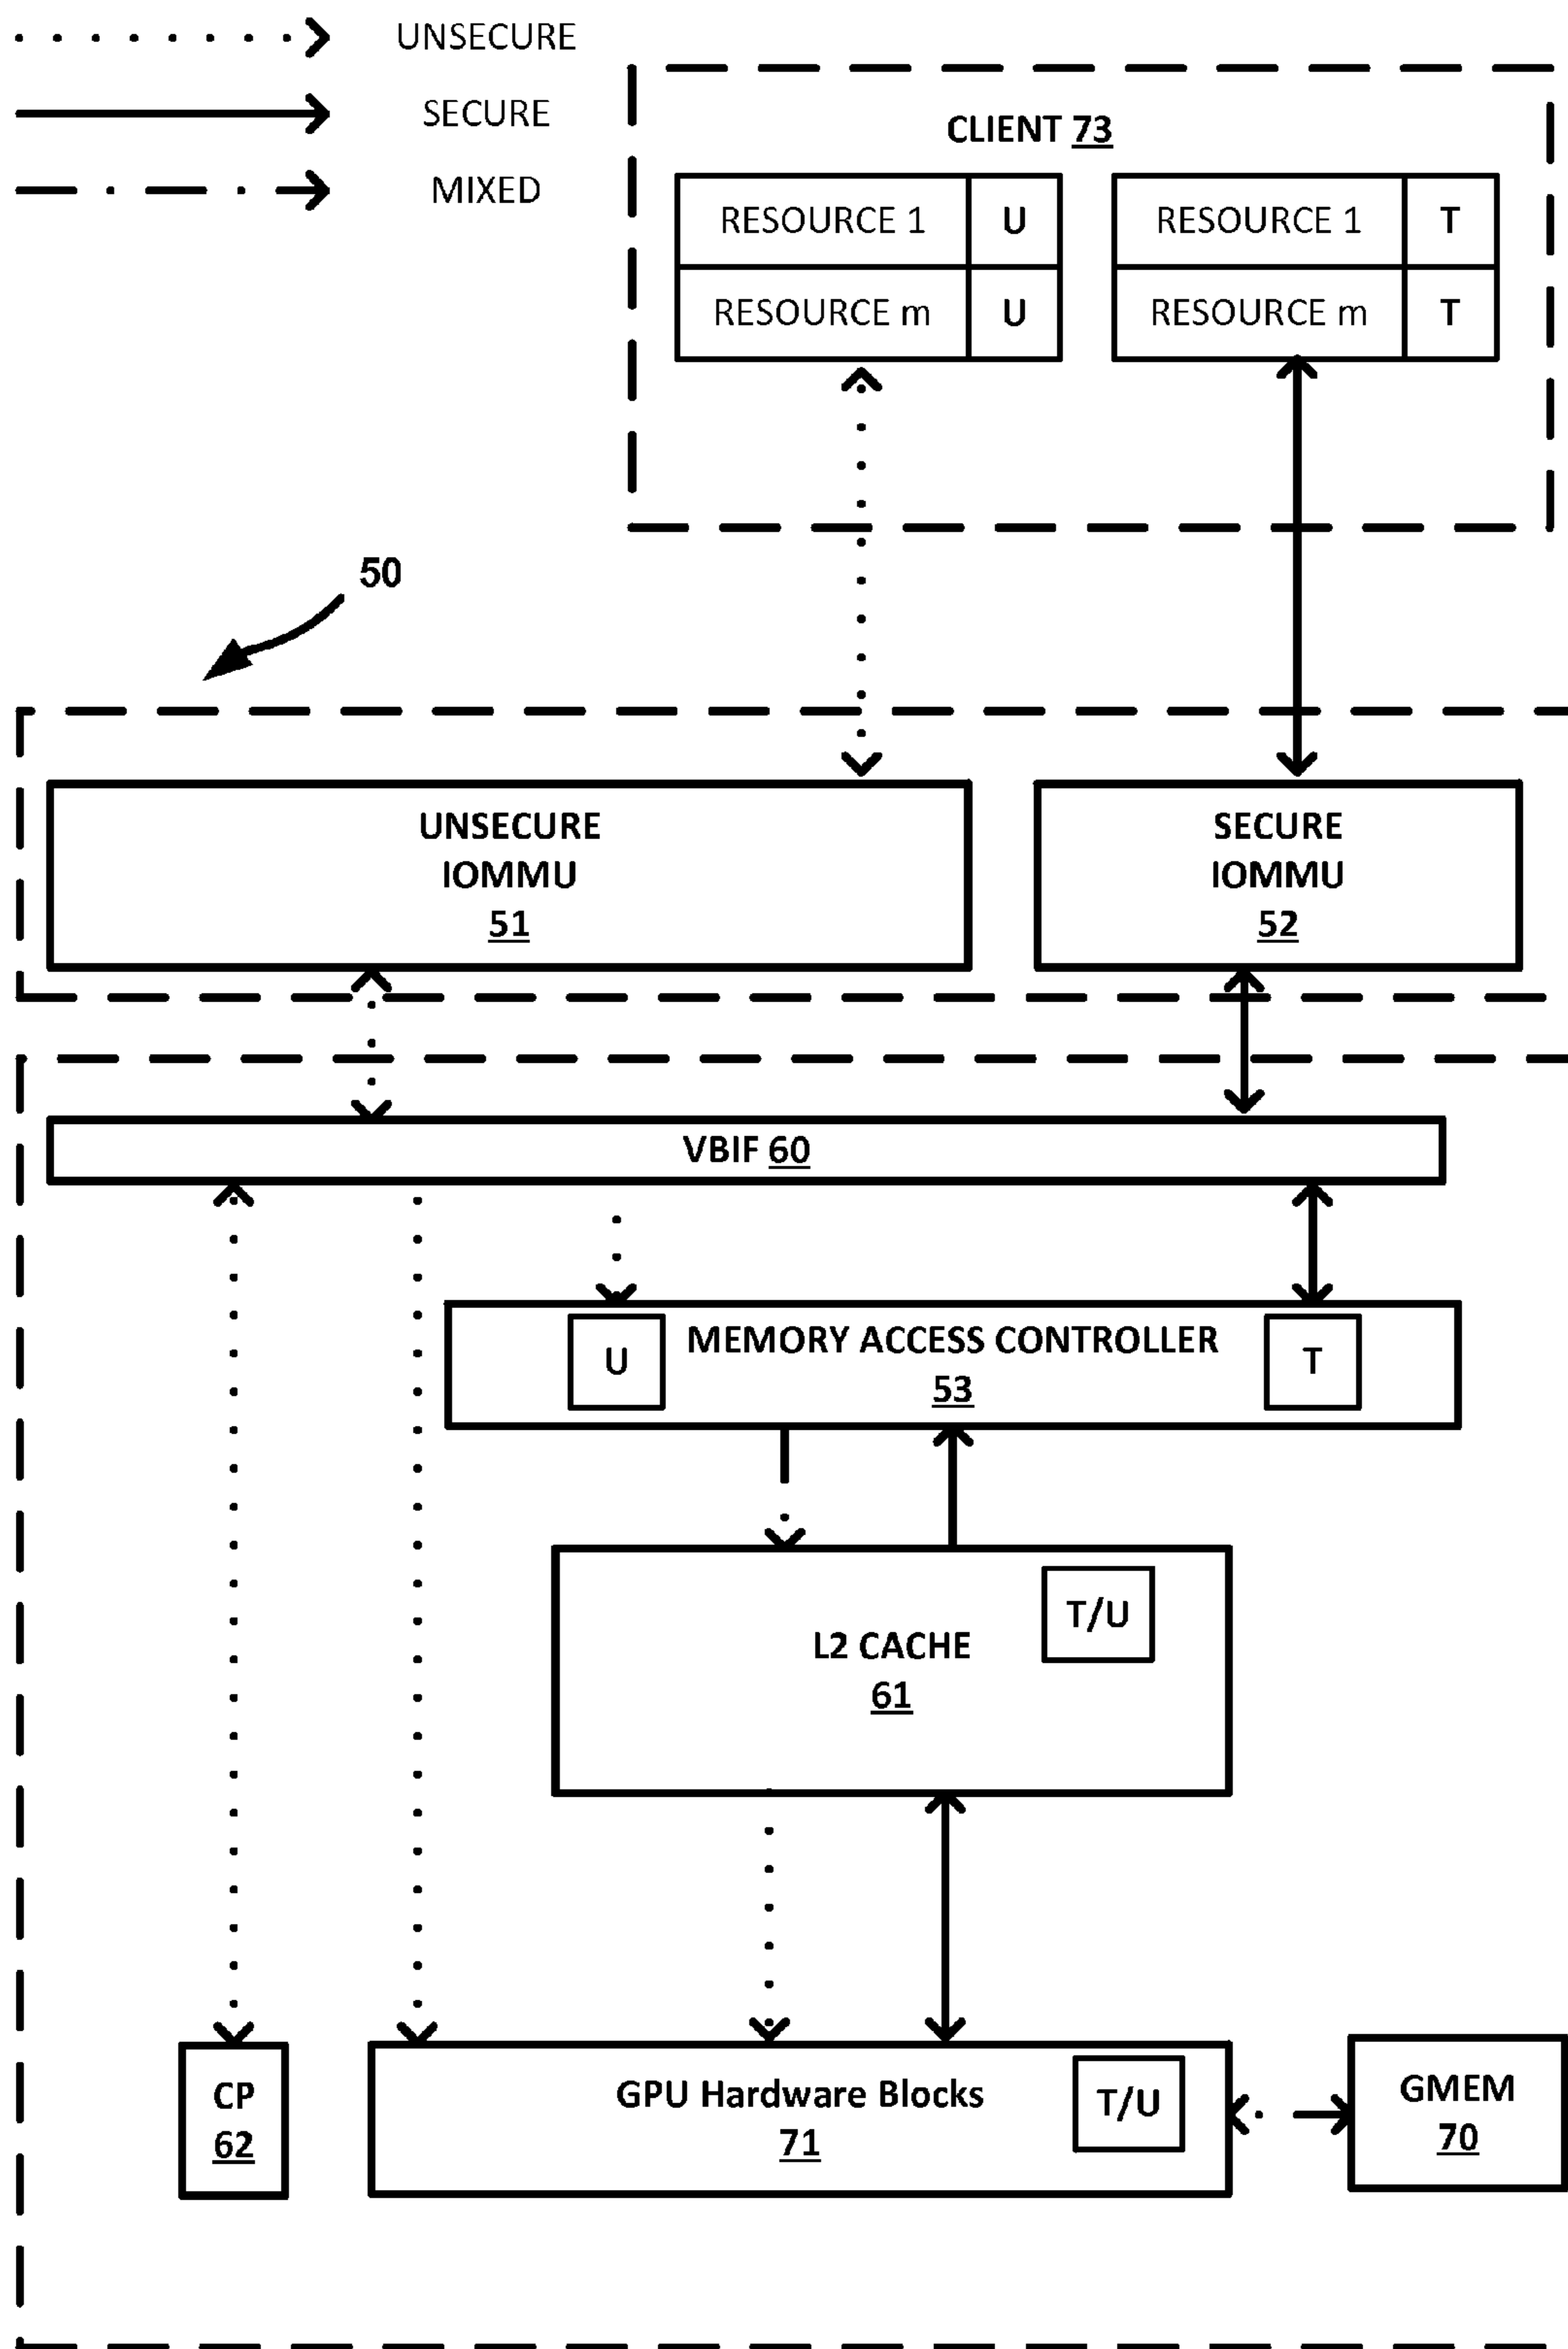 UNSECURE
SECURE
MIXED
CLIENT 73
RESOURCE 1 U
RESOURCE m U
RESOURCE 1 T
RESOURCE m T
50
UNSECURE
IOMMU
51
SECURE
IOMMU
52
VBIF 60
U
MEMORY ACCESS CONTROLLER
53
T
T/U
L2 CACHE
61
CP
62
GPU Hardware Blocks
71
T/U
GMEM
70